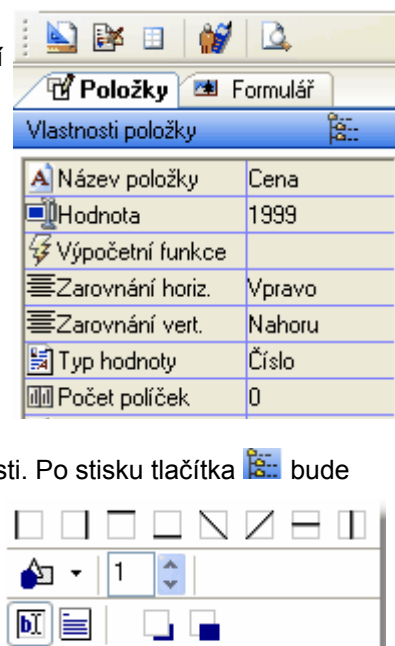 í
Položky Formulář
Vlastnosti položky
Název položky Cena
Hodnota 1999
Výpočetní funkce
Zarovnání horiz. Vpravo
Zarovnání vert. Nahoru
Typ hodnoty Číslo
Počet políček 0
sti. Po stisku tlačítka bude
1